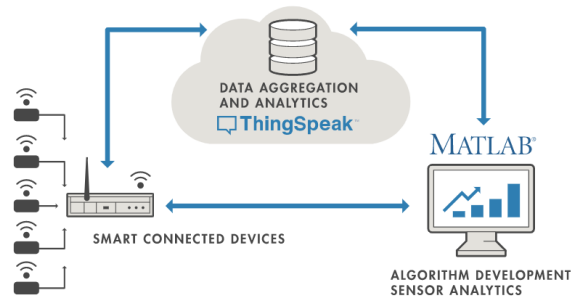 DATA AGGREGATION
AND ANALYTICS
ThingSpeak™
MATLAB®
SMART CONNECTED DEVICES
ALGORITHM DEVELOPMENT
SENSOR ANALYTICS